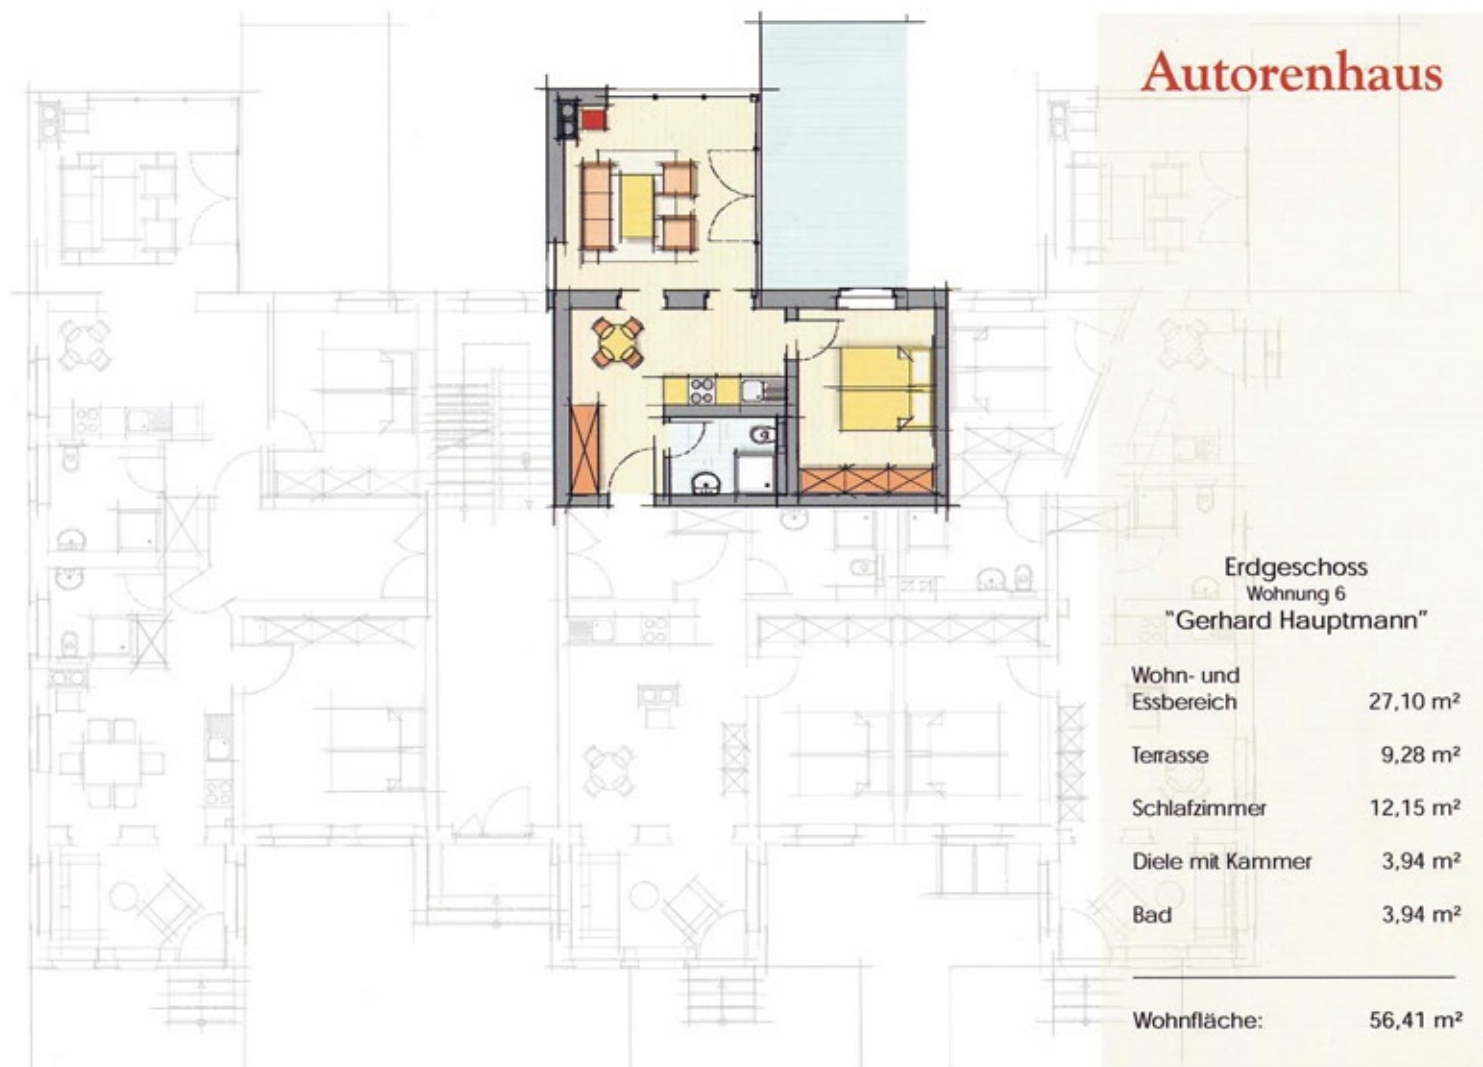 Autorenhaus
Erdgeschoss
Wohnung 6
"Gerhard Hauptmann"
Wohn- und
Essbereich 27,10 m²
Terrasse 9,28 m²
Schlafzimmer 12,15 m²
Diele mit Kammer 3,94 m²
Bad 3,94 m²
Wohnfläche: 56,41 m²